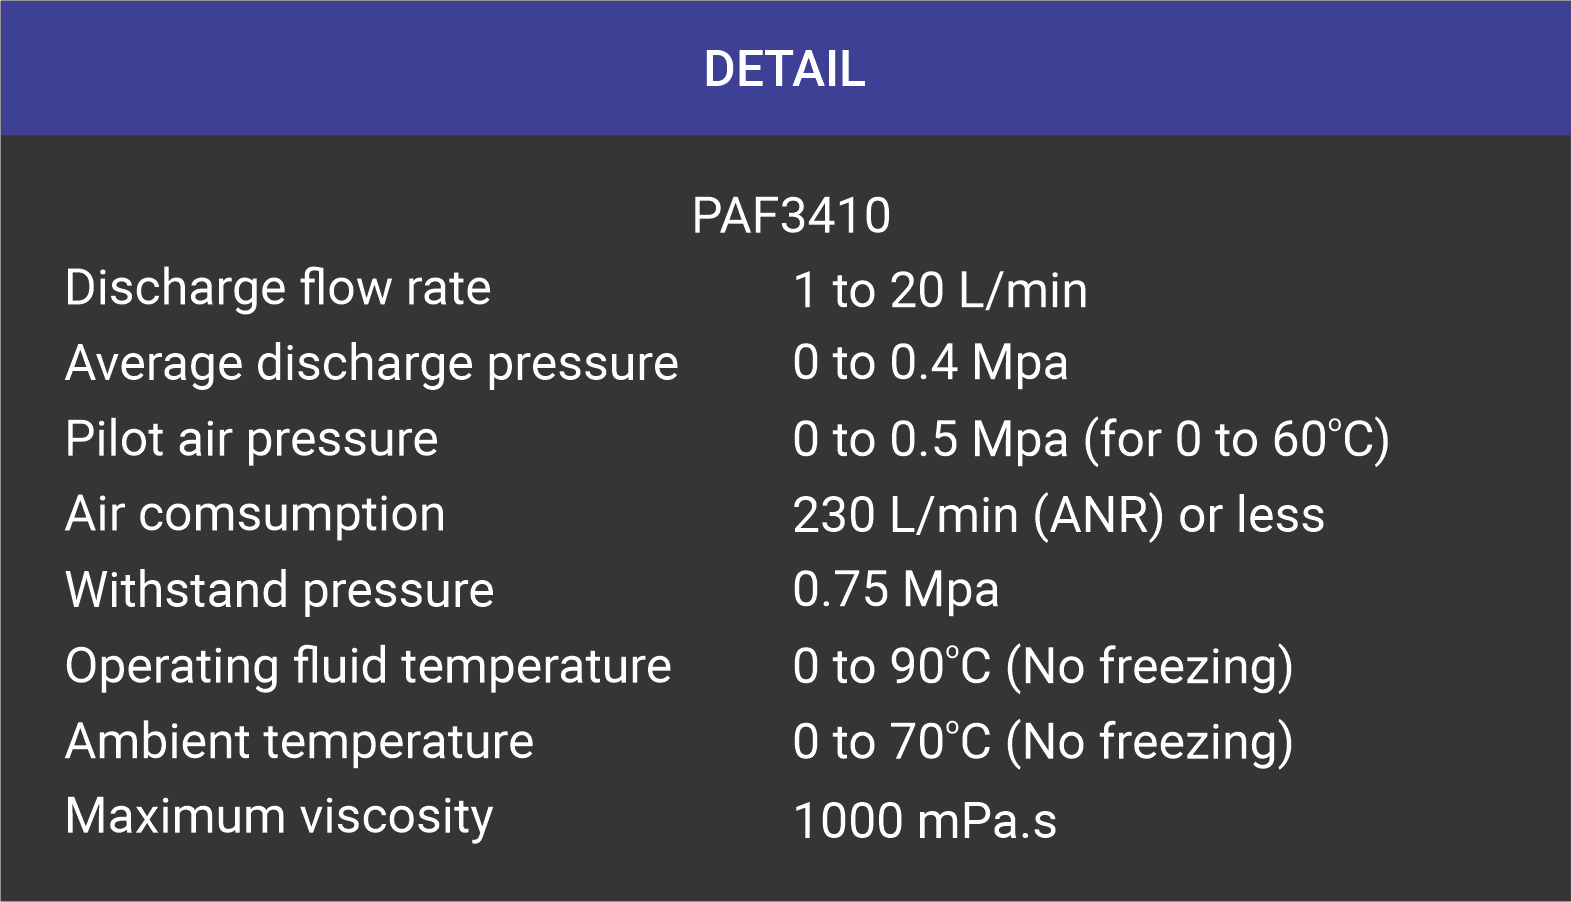 DETAIL
PAF3410
Discharge flow rate 1 to 20 L/min
Average discharge pressure 0 to 0.4 Mpa
Pilot air pressure 0 to 0.5 Mpa (for 0 to 60°C)
Air comsumption 230 L/min (ANR) or less
Withstand pressure 0.75 Mpa
Operating fluid temperature 0 to 90°C (No freezing)
Ambient temperature 0 to 70°C (No freezing)
Maximum viscosity 1000 mPa.s